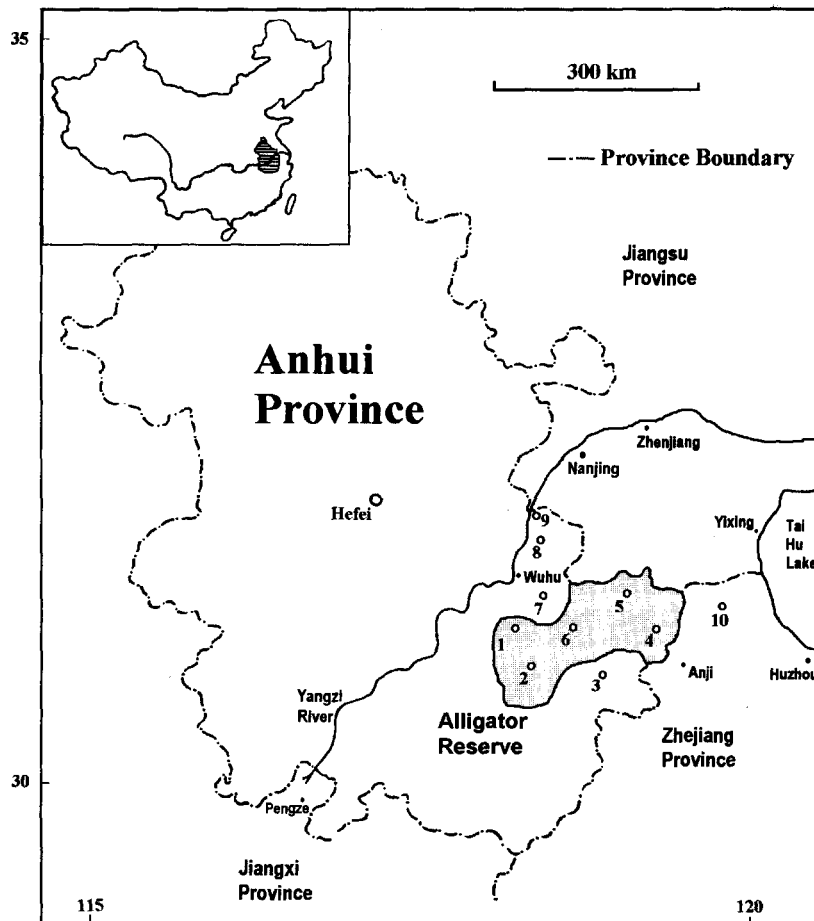 35
300 km
Province Boundary
Jiangsu
Province
Anhui
Province
Zhenjiang
Nanjing
Hefei
9
Yixing
Tai
Hu
Lake
8
Wuhu
7
5
10
1
6
4
2
3
Anji
Huzhou
Yangzi
River
Alligator
Reserve
Zhejiang
Province
30
Pengze
Jiangxi
Province
115
120